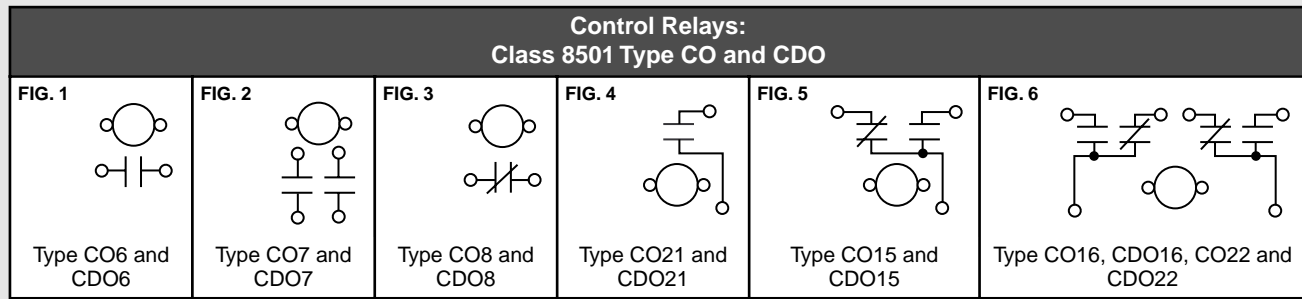 Control Relays:
Class 8501 Type CO and CDO
FIG. 1
Type CO6 and
CDO6
FIG. 2
Type CO7 and
CDO7
FIG. 3
Type CO8 and
CDO8
FIG. 4
Type CO21 and
CDO21
FIG. 5
Type CO15 and
CDO15
FIG. 6
Type CO16, CDO16, CO22 and
CDO22